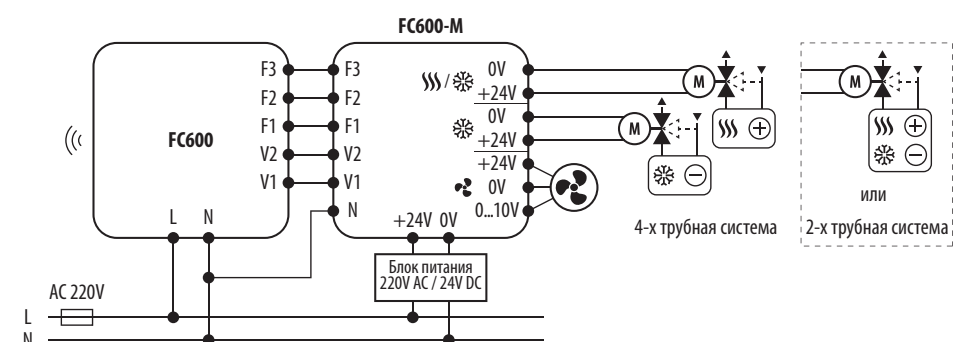 FC600-M
FC600
F3
F2
F1
V2
V1
L N
F3
F2
F1
V2
V1
N
/
0V
+24V
0V
+24V
+24V
0V
0...10V
+24V 0V
Блок питания
220V AC / 24V DC
AC 220V
L
N
M
M
4-х трубная система
M
или
2-х трубная система